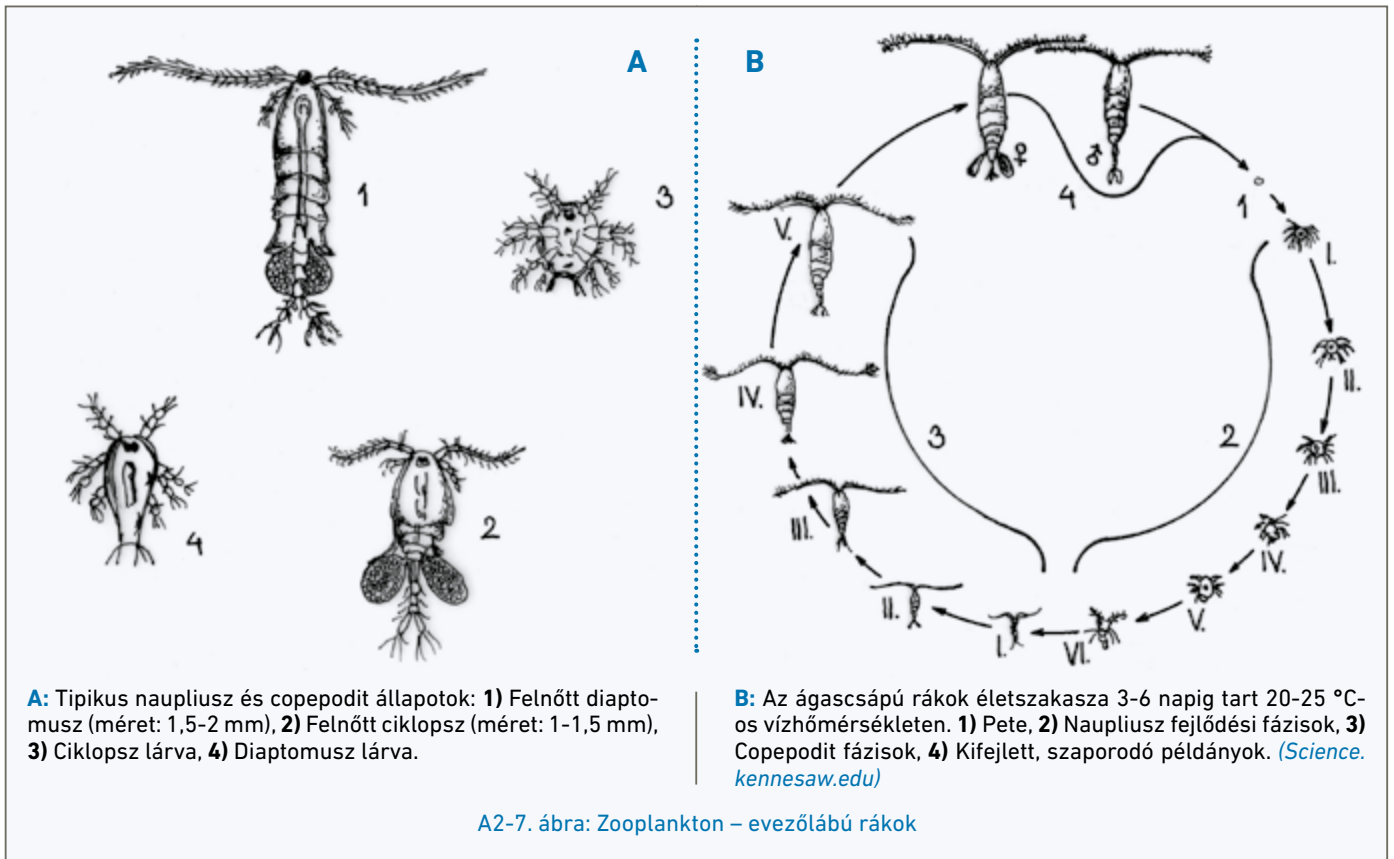 A
B
1
3
4
2
♀
♂
4
1
I.
II.
III.
IV.
V.
VI.
I.
II.
III.
IV.
V.
3
2
A: Tipikus naupliusz és copepodit állapotok: 1) Felnőtt diapto-
musz (méret: 1,5-2 mm), 2) Felnőtt ciklopsz (méret: 1-1,5 mm),
3) Ciklopsz lárva, 4) Diaptomusz lárva.
B: Az ágascsápú rákok életszakasza 3-6 napig tart 20-25 °C-
os vízhőmérsékleten. 1) Pete, 2) Naupliusz fejlődési fázisok, 3)
Copepodit fázisok, 4) Kifejlett, szaporodó példányok. (Science.
kennesaw.edu)
A2-7. ábra: Zooplankton – evezőlábú rákok